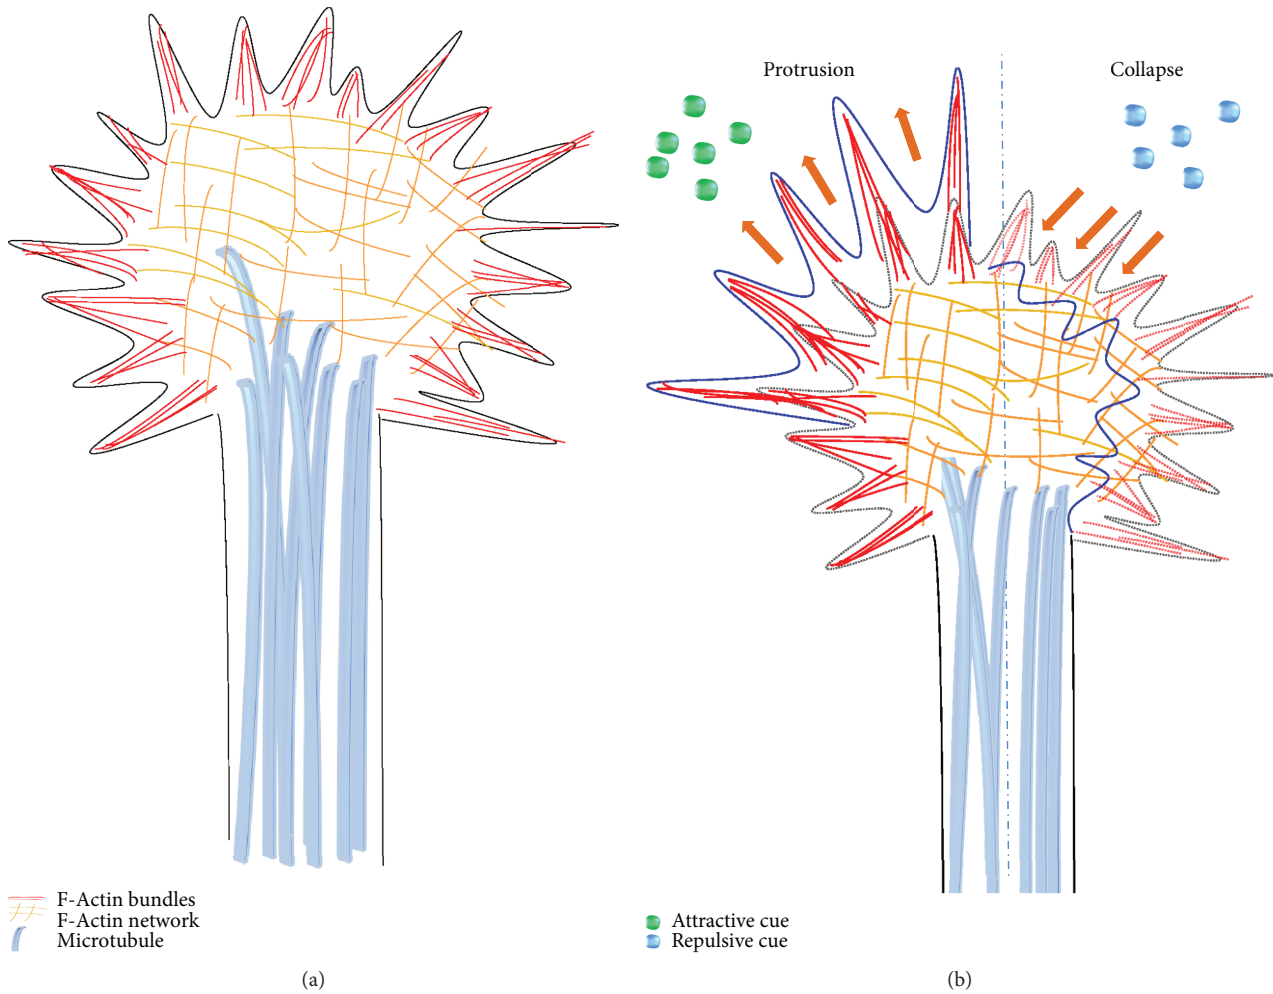 Protrusion
Collapse
F-Actin bundles
F-Actin network
Microtubule
Attractive cue
Repulsive cue
(a)
(b)